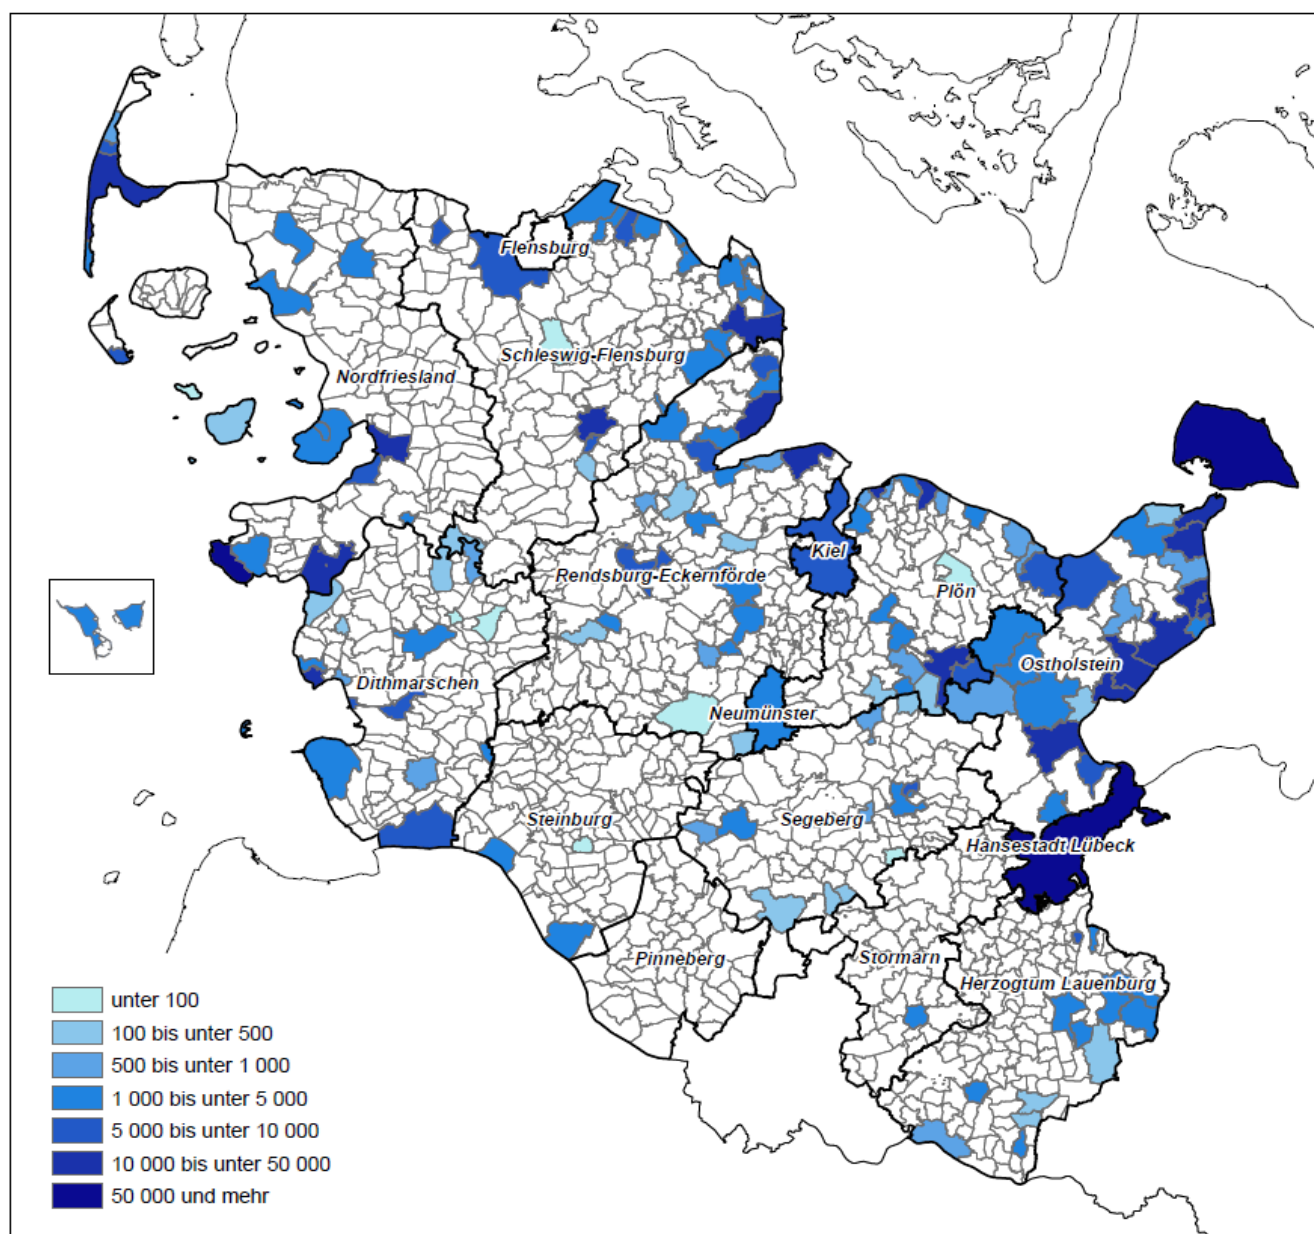 Flensburg
Schleswig-Flensburg
Nordfriesland
Kiel
Rendsburg-Eckernförde
Plön
Ostholstein
Dithmarschen
Neumünster
Steinburg
Segeberg
Hansestadt Lübeck
Pinneberg
Stormarn
Herzogtum Lauenburg
unter 100
100 bis unter 500
500 bis unter 1 000
1 000 bis unter 5 000
5 000 bis unter 10 000
10 000 bis unter 50 000
50 000 und mehr